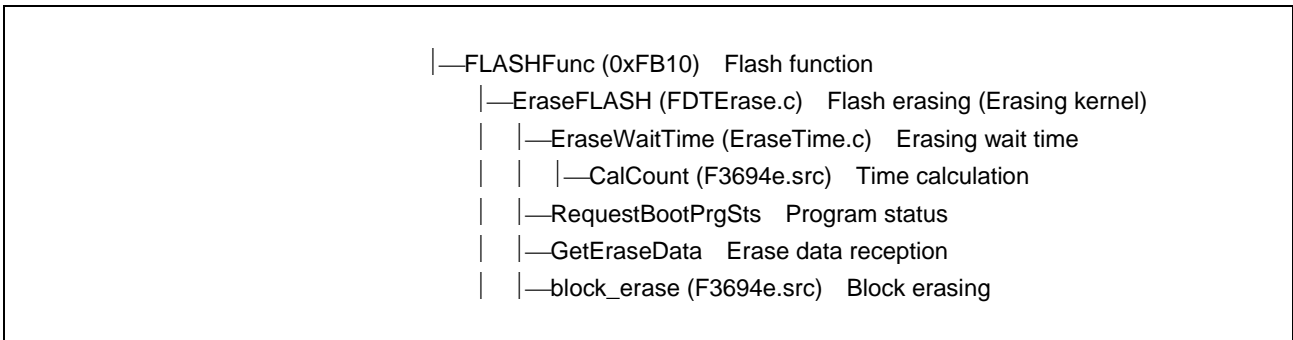 FLASHFunc (0xFB10) Flash function
EraseFLASH (FDTErase.c) Flash erasing (Erasing kernel)
EraseWaitTime (EraseTime.c) Erasing wait time
CalCount (F3694e.src) Time calculation
RequestBootPrgSts Program status
GetEraseData Erase data reception
block_erase (F3694e.src) Block erasing